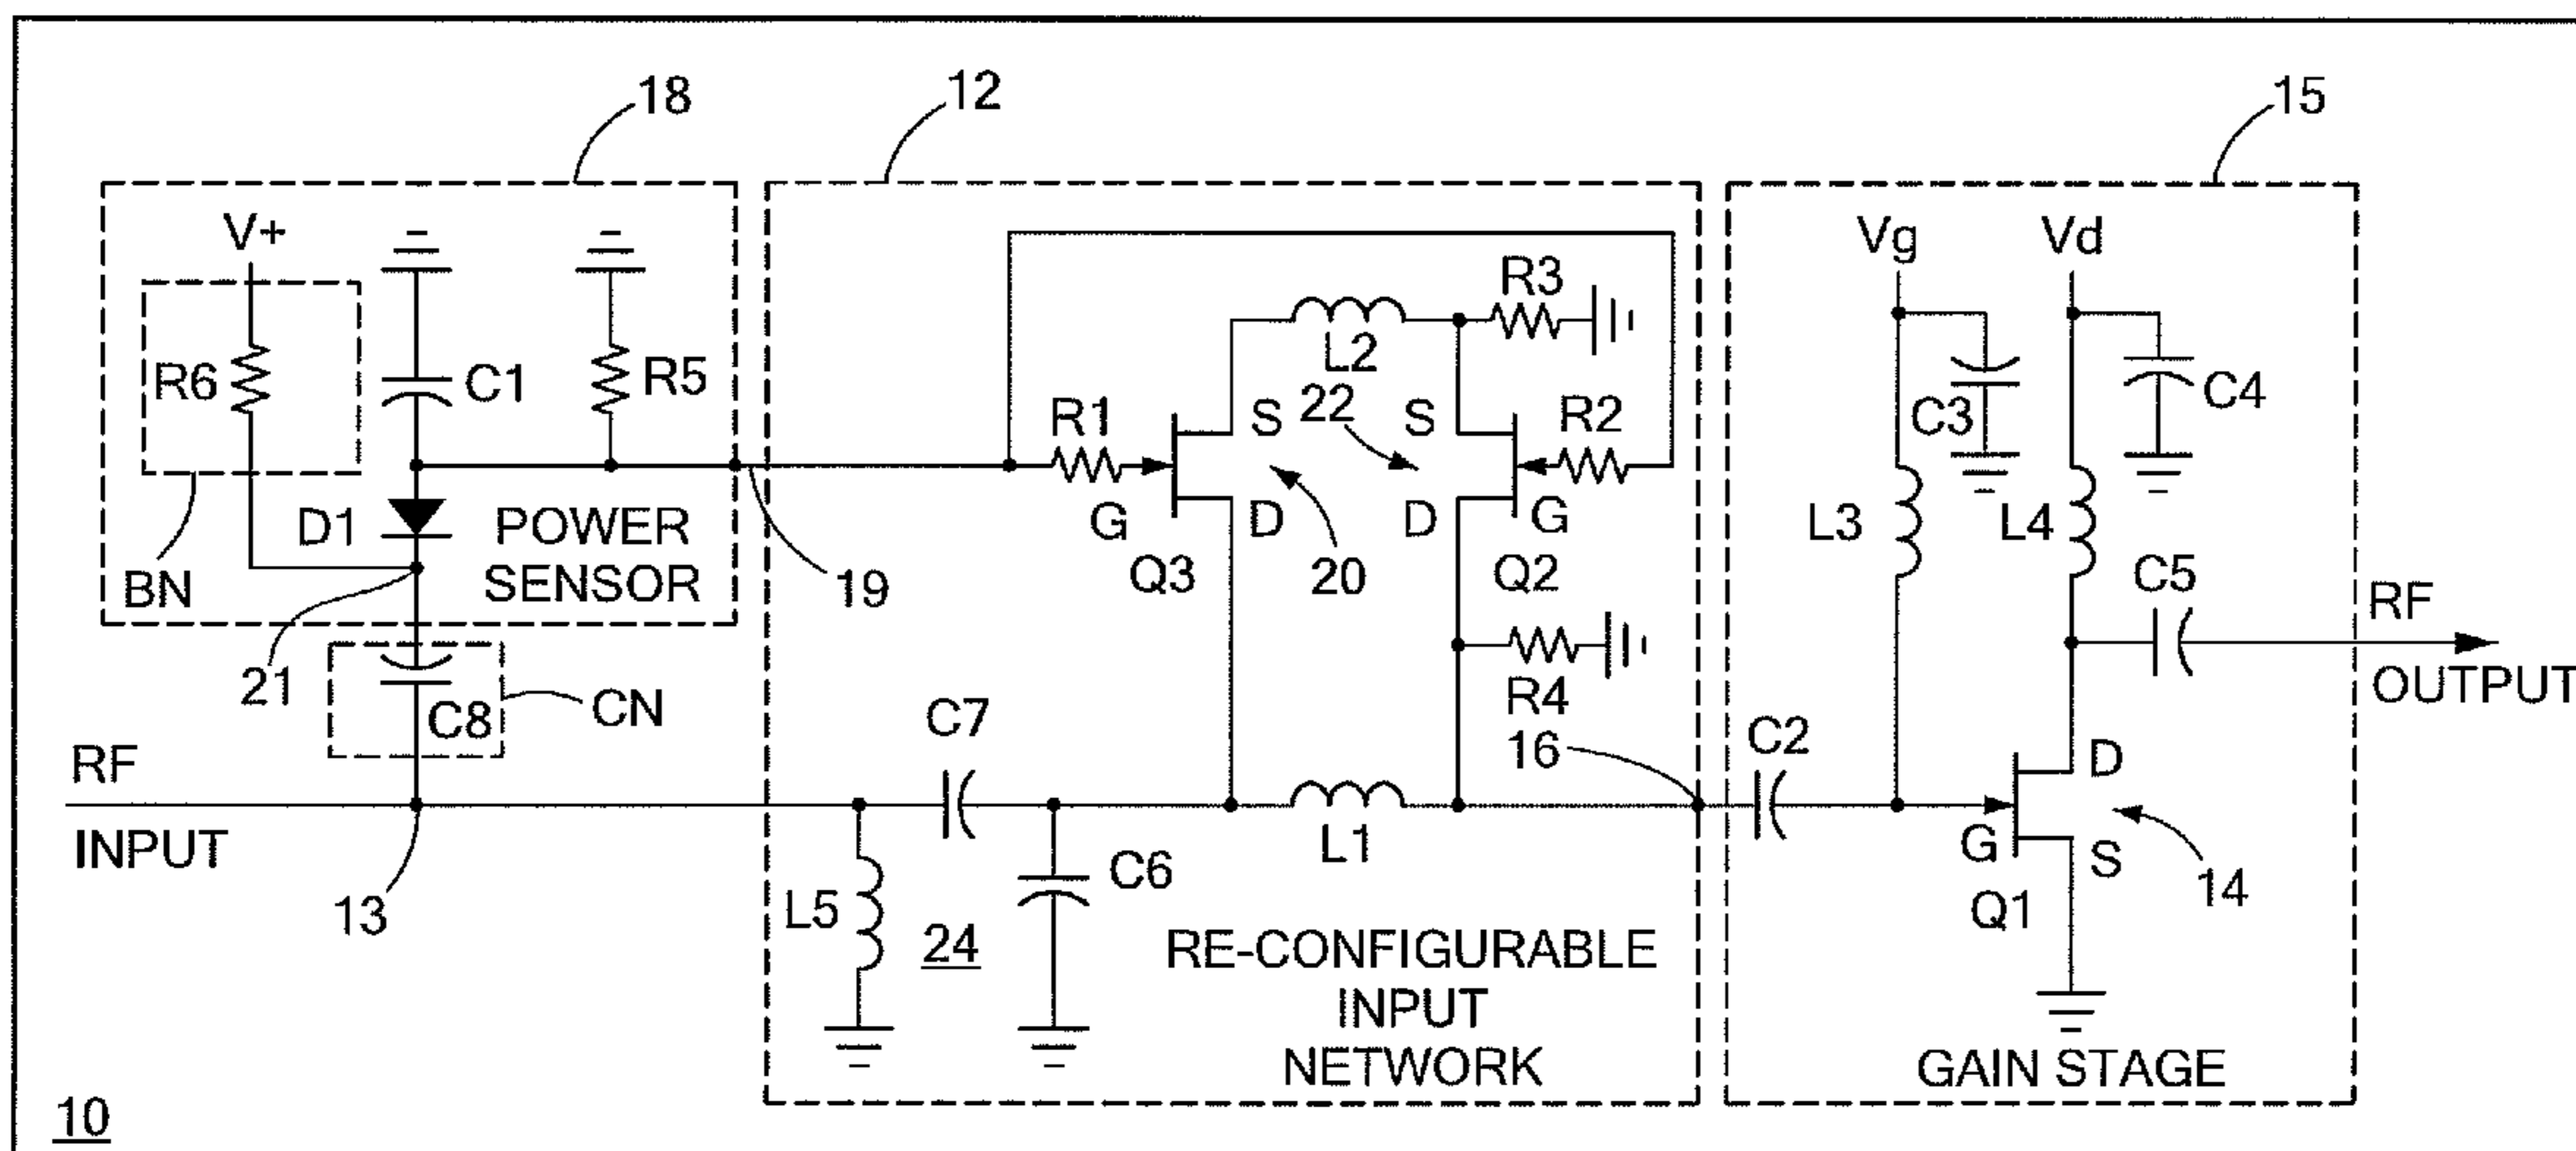 18
12
15
V+
R6
C1
R5
D1
POWER
SENSOR
BN
21
C8
CN
RF
INPUT
13
19
R1
G
Q3
S
D
20
L2
22
R3
S
D
R2
G
Q2
R4
16
C7
L5
24
C6
L1
RE-CONFIGURABLE
INPUT
NETWORK
Vg
Vd
C3
C4
L3
L4
C5
C2
G
Q1
D
S
14
RF
OUTPUT
GAIN STAGE
10